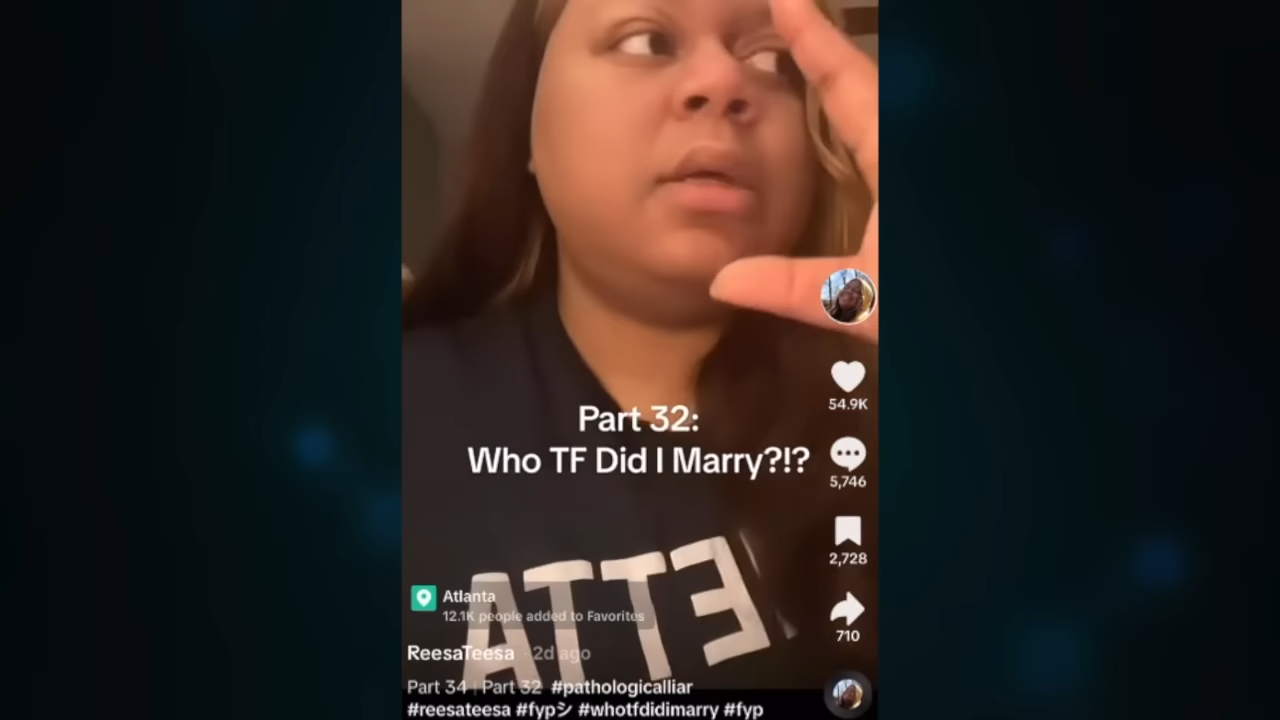 Part 32:
Who TF Did I Marry?!?
54.9K
5,746
2,728
710
ATTE
Atlanta
12.1K people added to Favorites
ReesaTeesa · 2d ago
Part 34 | Part 32 #pathologicalliar
#reesateesa #fypシ #whotfdidimarry #fyp